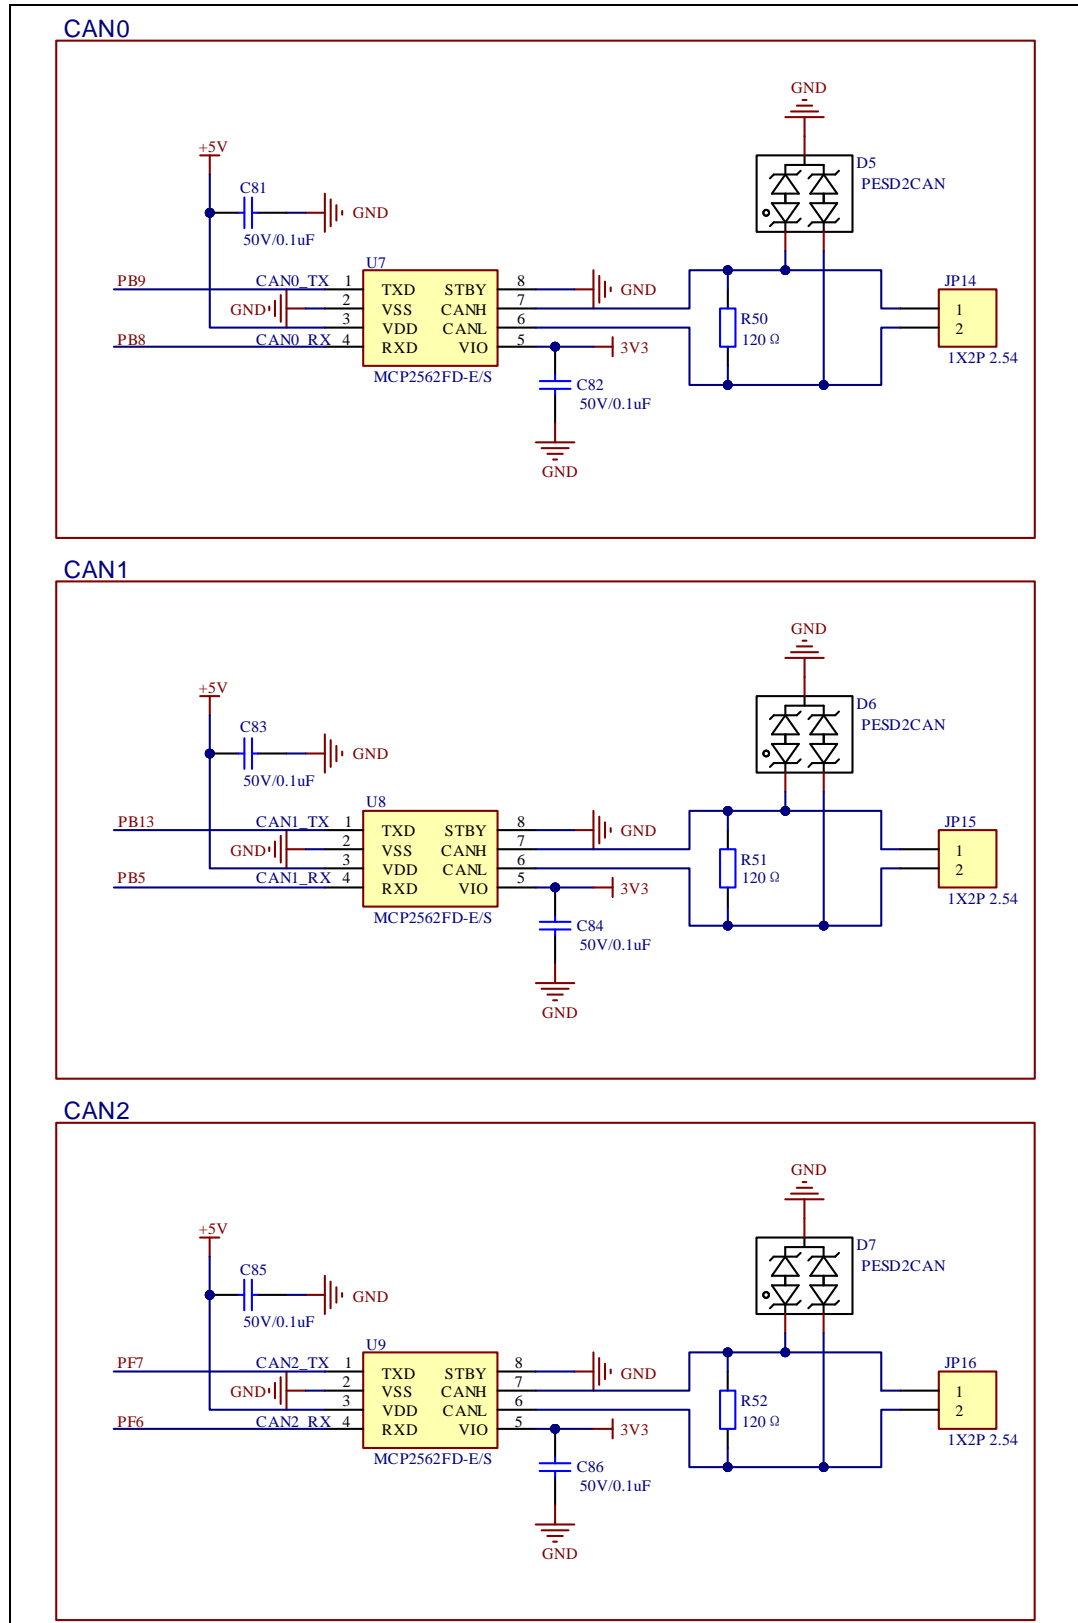 CAN0
GND
D5
PESD2CAN
+5V
C81
GND
50V/0.1uF
U7
PB9 CAN0_TX 1 TXD STBY 8 GND
GND 2 VSS CANH 7
3 VDD CANL 6
PB8 CAN0_RX 4 RXD VIO 5 3V3
MCP2562FD-E/S
R50
120 Ω
JP14
1
2
1X2P 2.54
C82
50V/0.1uF
GND
CAN1
GND
D6
PESD2CAN
+5V
C83
GND
50V/0.1uF
U8
PB13 CAN1_TX 1 TXD STBY 8 GND
GND 2 VSS CANH 7
3 VDD CANL 6
PB5 CAN1_RX 4 RXD VIO 5 3V3
MCP2562FD-E/S
R51
120 Ω
JP15
1
2
1X2P 2.54
C84
50V/0.1uF
GND
CAN2
GND
D7
PESD2CAN
+5V
C85
GND
50V/0.1uF
U9
PF7 CAN2_TX 1 TXD STBY 8 GND
GND 2 VSS CANH 7
3 VDD CANL 6
PF6 CAN2_RX 4 RXD VIO 5 3V3
MCP2562FD-E/S
R52
120 Ω
JP16
1
2
1X2P 2.54
C86
50V/0.1uF
GND